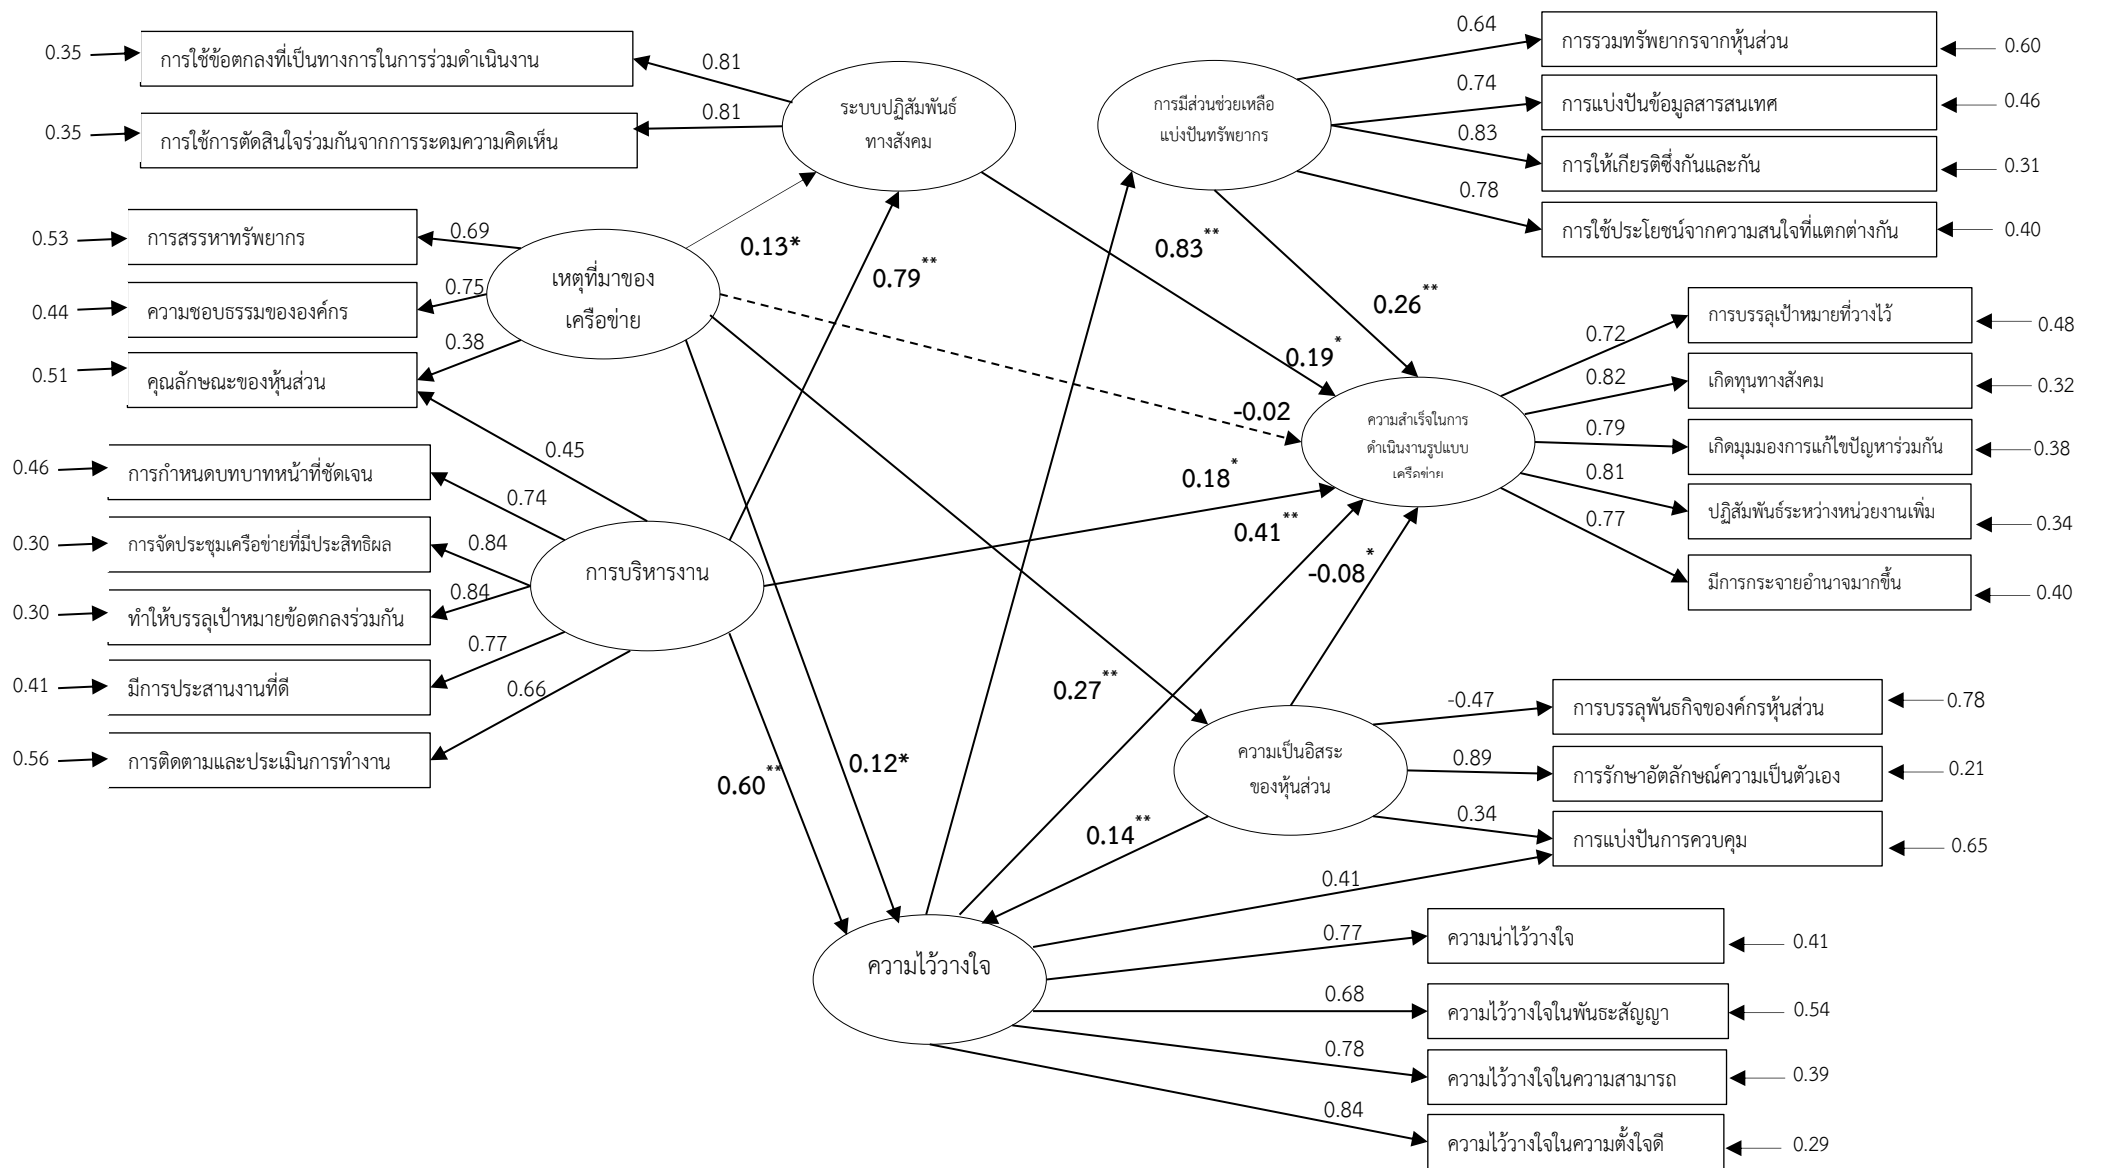 0.35
การใช้ข้อตกลงที่เป็นทางการในการร่วมดำเนินงาน
0.81
0.35
การใช้การตัดสินใจร่วมกันจากการระดมความคิดเห็น
0.81
ระบบปฏิสัมพันธ์
ทางสังคม
การมีส่วนช่วยเหลือ
แบ่งปันทรัพยากร
0.64
การรวมทรัพยากรจากหุ้นส่วน
0.60
0.74
การแบ่งปันข้อมูลสารสนเทศ
0.46
0.83
การให้เกียรติซึ่งกันและกัน
0.31
0.78
การใช้ประโยชน์จากความสนใจที่แตกต่างกัน
0.40
0.53
การสรรหาทรัพยากร
0.69
0.44
ความชอบธรรมขององค์กร
0.75
0.51
คุณลักษณะของหุ้นส่วน
0.38
เหตุที่มาของ
เครือข่าย
0.13*
0.79**
0.83**
0.26**
0.19*
-0.02
0.18*
0.41**
-0.08*
ความสำเร็จในการ
ดำเนินงานรูปแบบ
เครือข่าย
0.72
การบรรลุเป้าหมายที่วางไว้
0.48
0.82
เกิดทุนทางสังคม
0.32
0.79
เกิดมุมมองการแก้ไขปัญหาร่วมกัน
0.38
0.81
ปฏิสัมพันธ์ระหว่างหน่วยงานเพิ่ม
0.34
0.77
มีการกระจายอำนาจมากขึ้น
0.40
0.45
0.46
การกำหนดบทบาทหน้าที่ชัดเจน
0.74
0.30
การจัดประชุมเครือข่ายที่มีประสิทธิผล
0.84
0.30
ทำให้บรรลุเป้าหมายข้อตกลงร่วมกัน
0.84
0.41
มีการประสานงานที่ดี
0.77
0.56
การติดตามและประเมินการทำงาน
0.66
การบริหารงาน
0.60**
0.12*
0.27**
0.14**
ความเป็นอิสระ
ของหุ้นส่วน
-0.47
การบรรลุพันธกิจของค์กรหุ้นส่วน
0.78
0.89
การรักษาอัตลักษณ์ความเป็นตัวเอง
0.21
0.34
การแบ่งปันการควบคุม
0.65
0.41
ความไว้วางใจ
0.77
ความน่าไว้วางใจ
0.41
0.68
ความไว้วางใจในพันธะสัญญา
0.54
0.78
ความไว้วางใจในความสามารถ
0.39
0.84
ความไว้วางใจในความตั้งใจดี
0.29